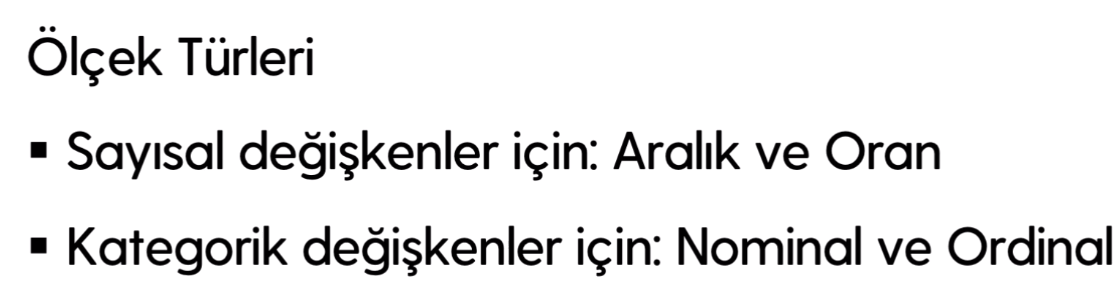 Ölçek Türleri
▪ Sayısal değişkenler için: Aralık ve Oran
▪ Kategorik değişkenler için: Nominal ve Ordinal